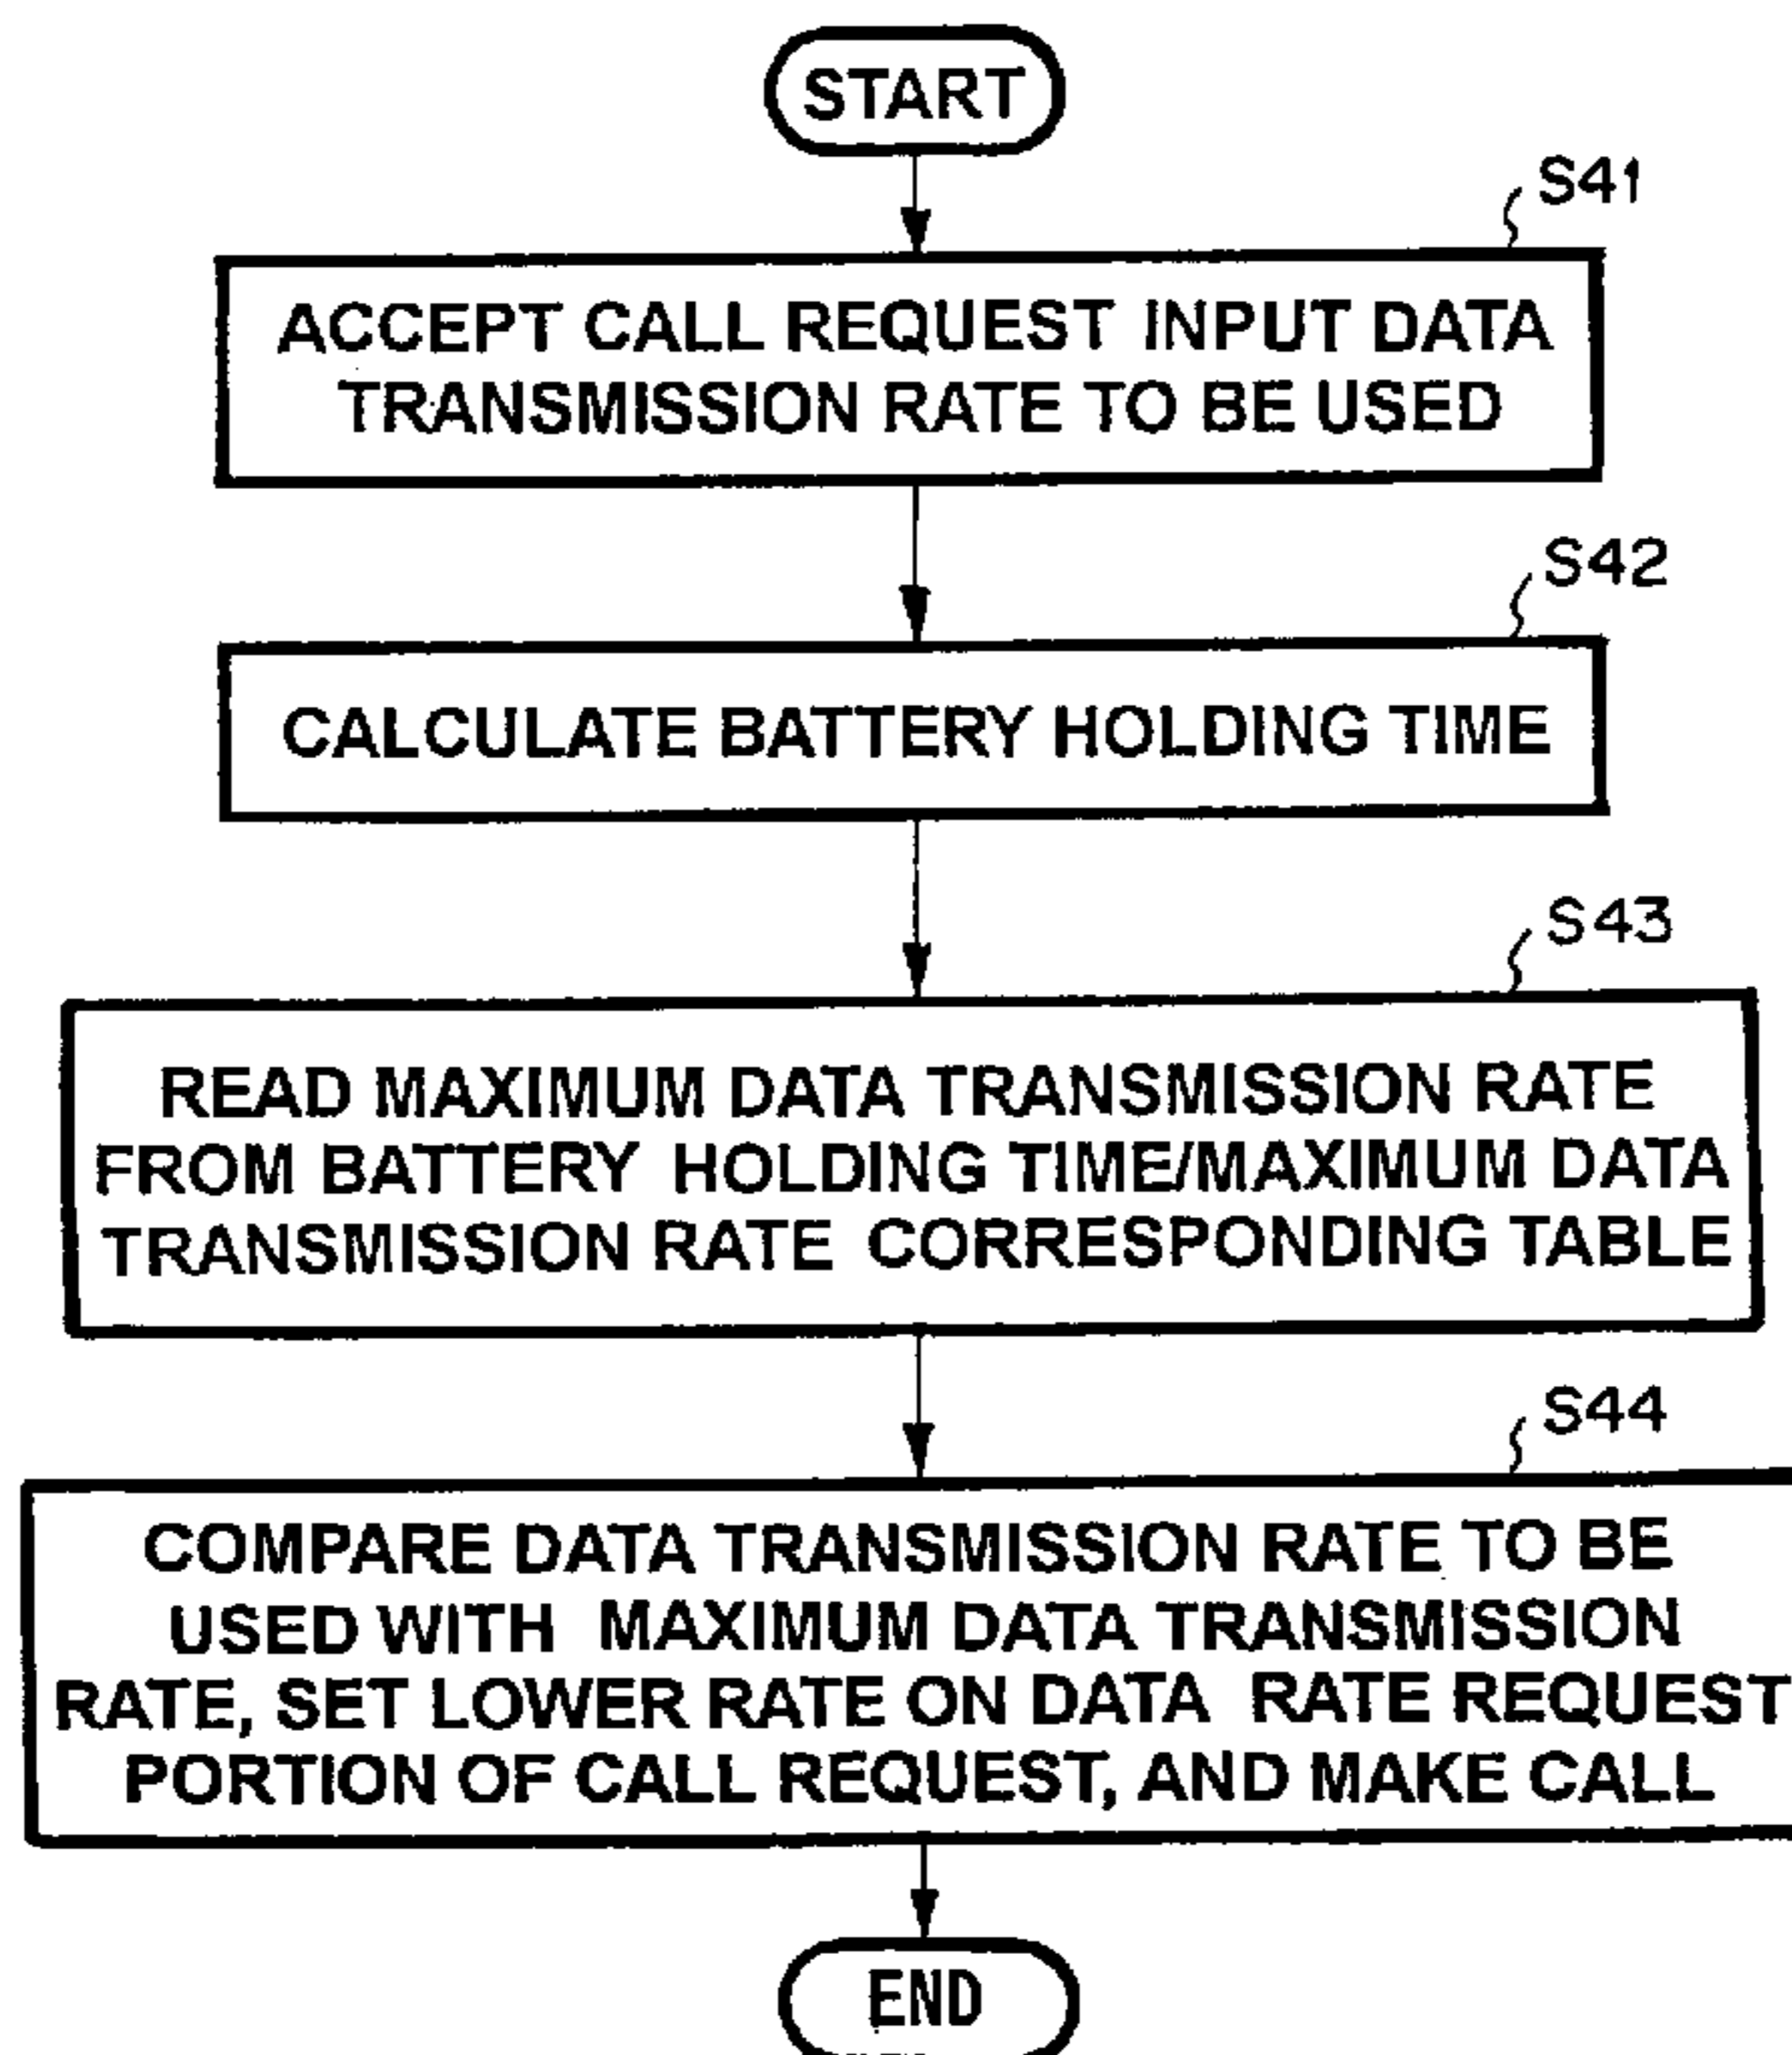 START
S41
ACCEPT CALL REQUEST INPUT DATA
TRANSMISSION RATE TO BE USED
S42
CALCULATE BATTERY HOLDING TIME
S43
READ MAXIMUM DATA TRANSMISSION RATE
FROM BATTERY HOLDING TIME/MAXIMUM DATA
TRANSMISSION RATE CORRESPONDING TABLE
S44
COMPARE DATA TRANSMISSION RATE TO BE
USED WITH MAXIMUM DATA TRANSMISSION
RATE, SET LOWER RATE ON DATA RATE REQUEST
PORTION OF CALL REQUEST, AND MAKE CALL
END